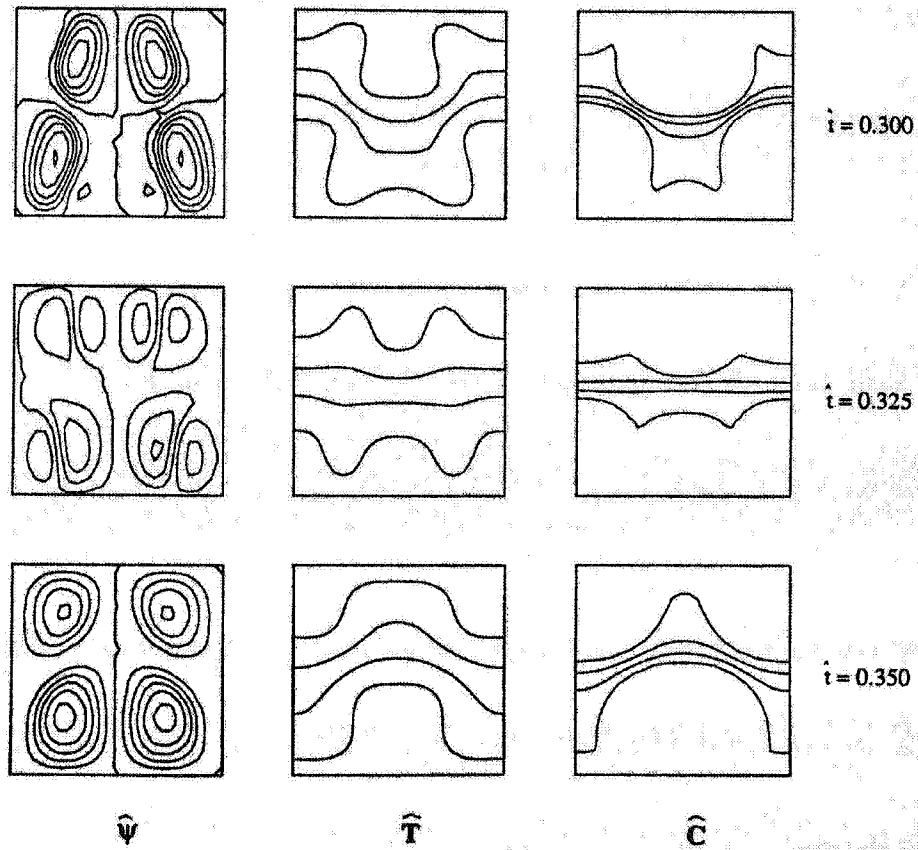 t̂ = 0.300
t̂ = 0.325
t̂ = 0.350
ψ̂ T̂ Ĉ